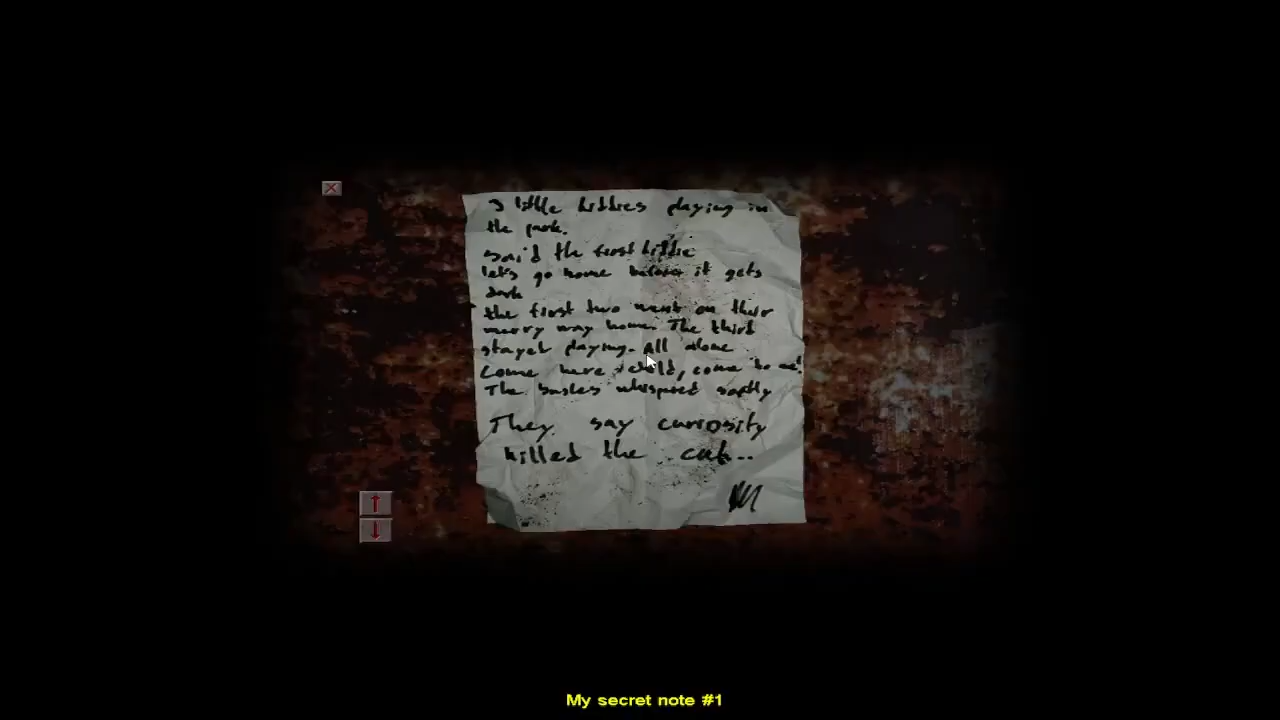 3 little kiddies playing in
the park.
said the first kiddie
let's go home before it gets
dark
the first two went on their
merry way home. The third
stayed playing. All alone
Come here child, come to me!
The bushes whispered softly
They say curiosity
killed the cat..
My secret note #1